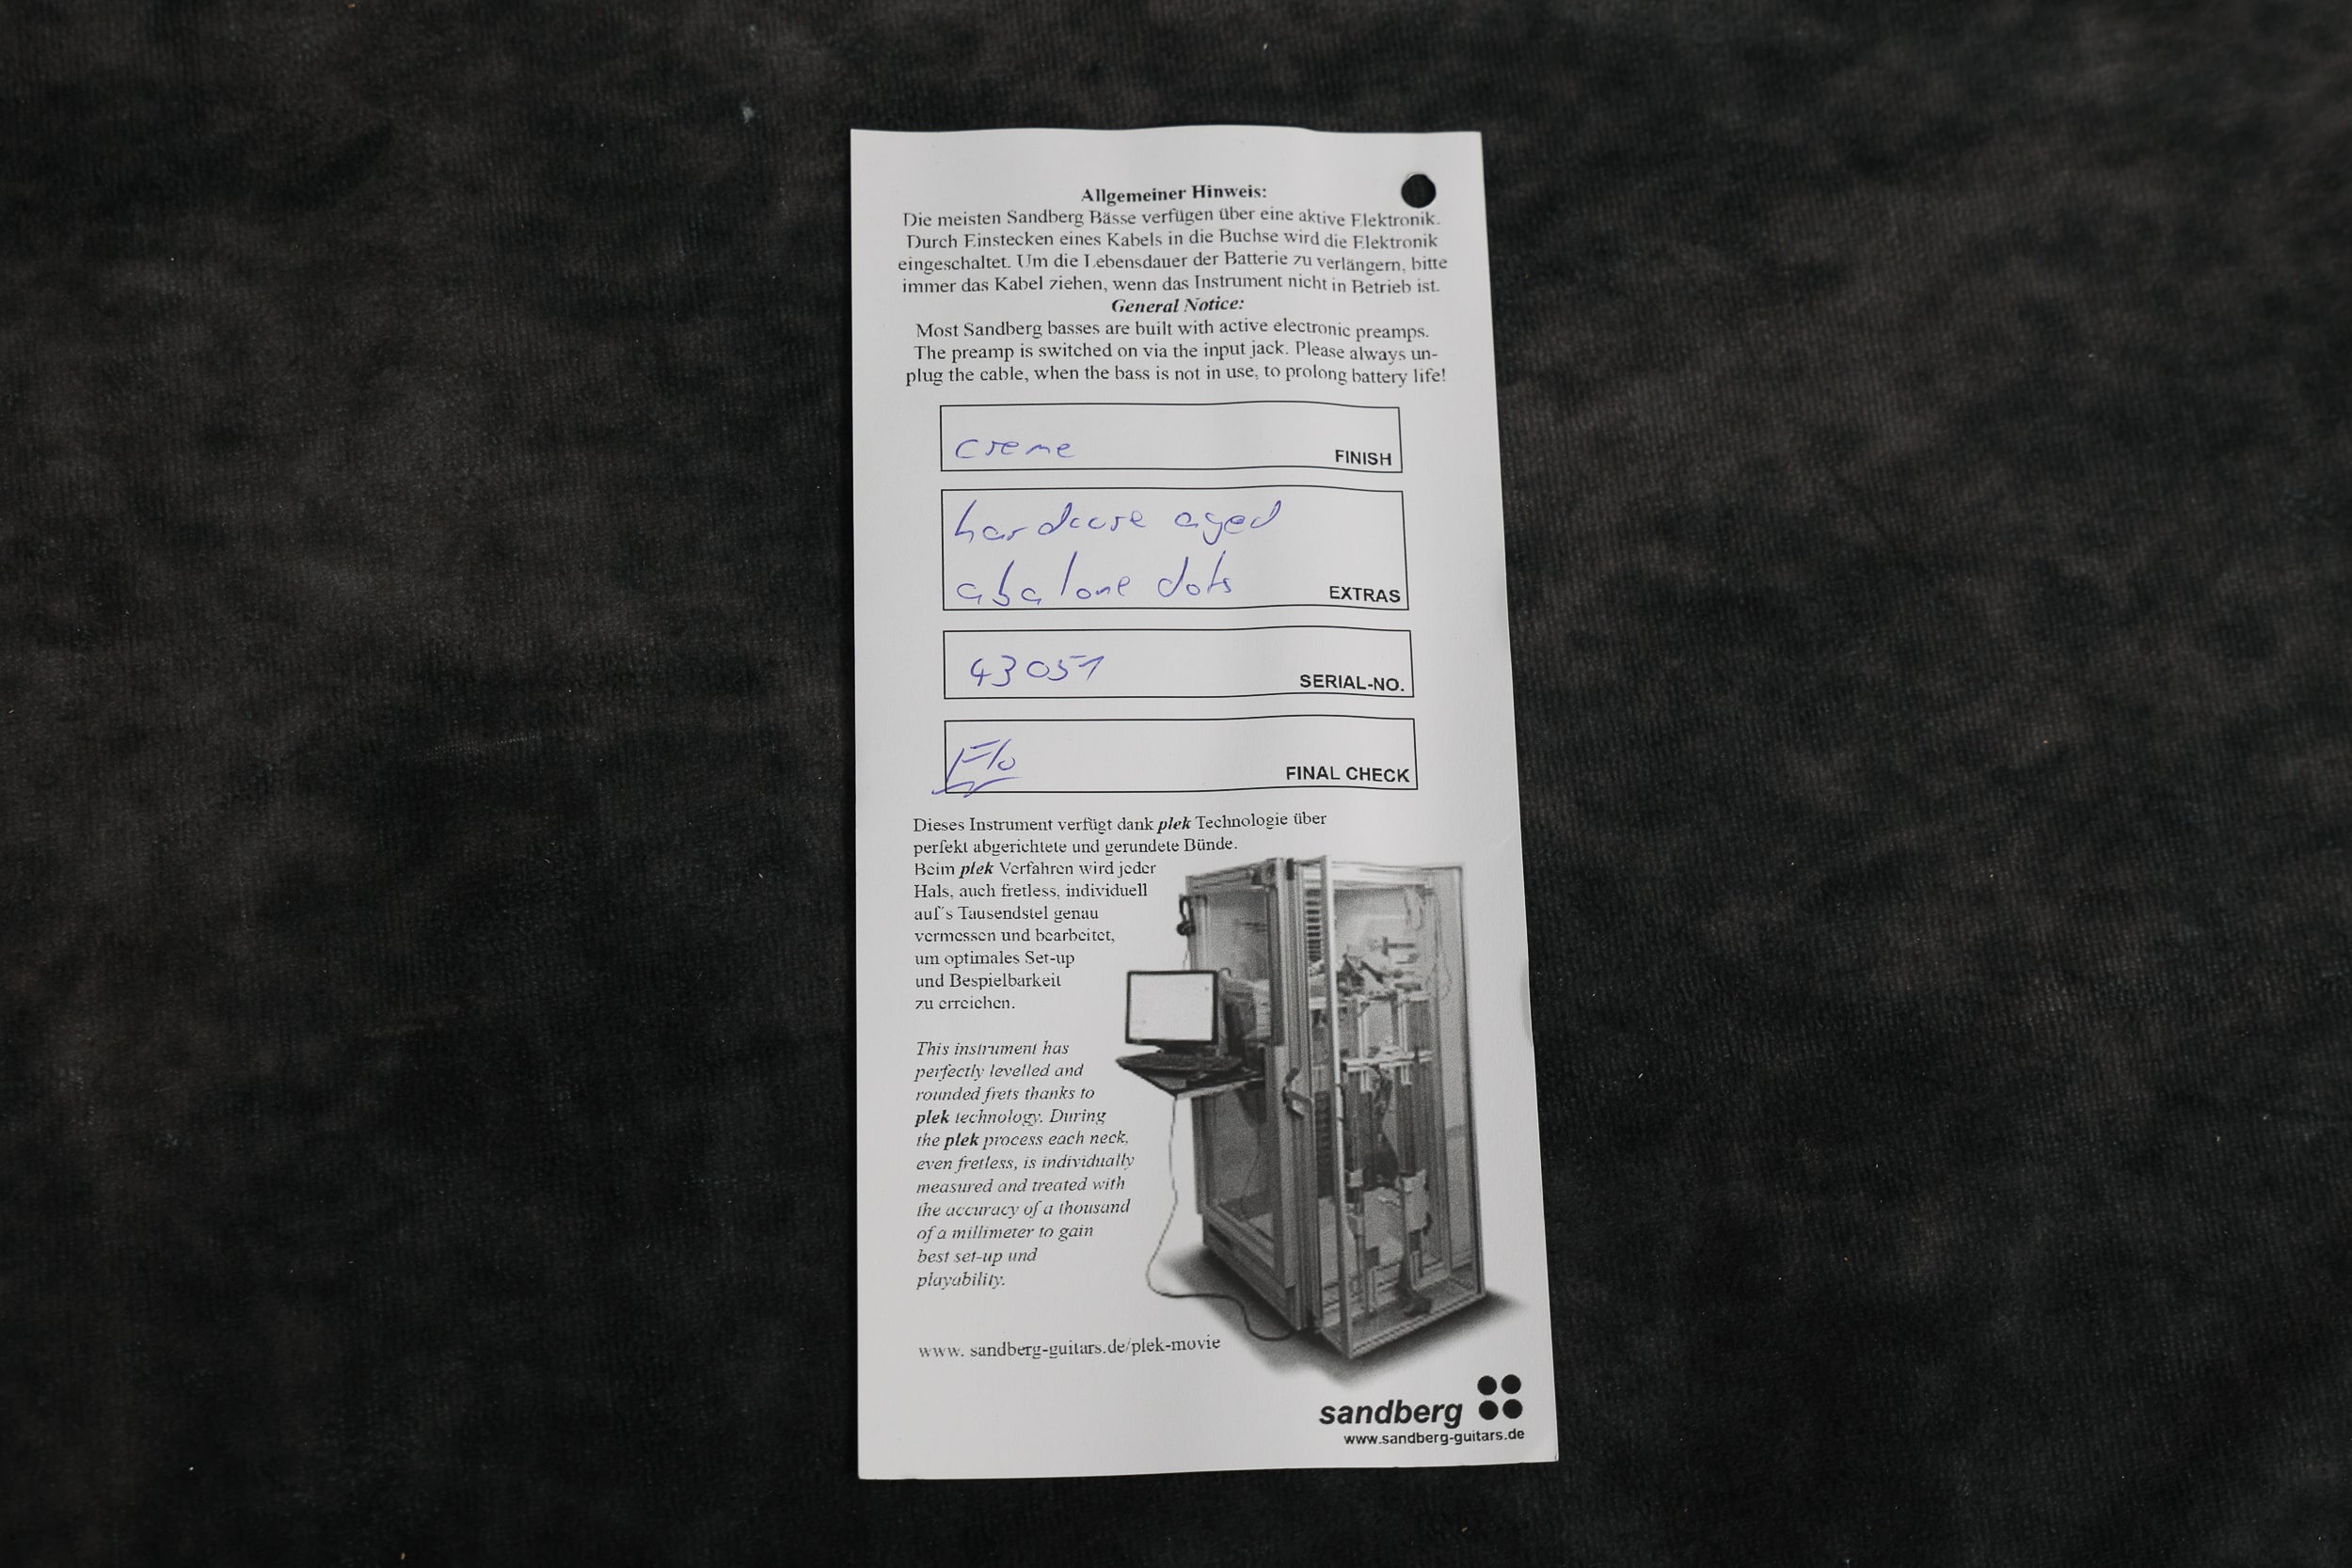 Allgemeiner Hinweis:
Die meisten Sandberg Bässe verfügen über eine aktive Elektronik.
Durch Einstecken eines Kabels in die Buchse wird die Elektronik
eingeschaltet. Um die Lebensdauer der Batterie zu verlängern, bitte
immer das Kabel ziehen, wenn das Instrument nicht in Betrieb ist.
General Notice:
Most Sandberg basses are built with active electronic preamps.
The preamp is switched on via the input jack. Please always un-
plug the cable, when the bass is not in use, to prolong battery life!
creme FINISH
hardcore aged
abalone dots EXTRAS
43051 SERIAL-NO.
Flo FINAL CHECK
Dieses Instrument verfügt dank plek Technologie über
perfekt abgerichtete und gerundete Bünde.
Beim plek Verfahren wird jeder
Hals, auch fretless, individuell
auf´s Tausendstel genau
vermessen und bearbeitet,
um optimales Set-up
und Bespielbarkeit
zu erreichen.
This instrument has
perfectly levelled and
rounded frets thanks to
plek technology. During
the plek process each neck,
even fretless, is individually
measured and treated with
the accuracy of a thousand
of a millimeter to gain
best set-up und
playability.
www. sandberg-guitars.de/plek-movie
sandberg
www.sandberg-guitars.de